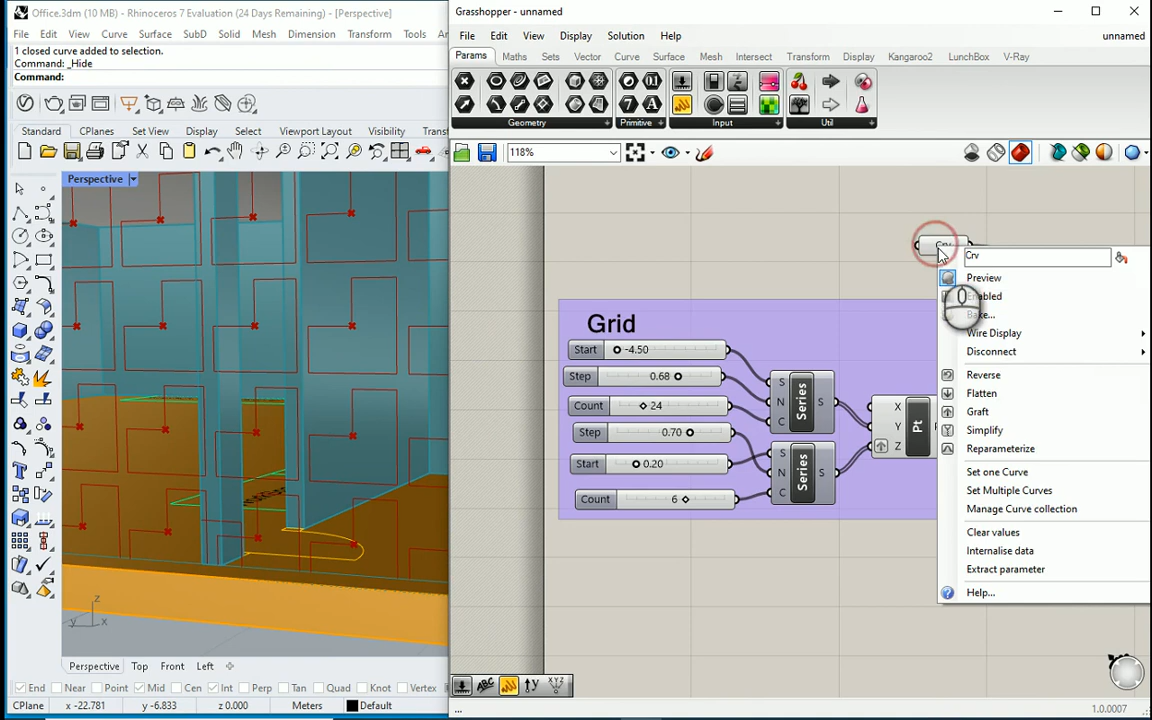 Office.3dm (10 MB) - Rhinoceros 7 Evaluation (24 Days Remaining) - [Perspective]
File Edit View Curve Surface SubD Solid Mesh Dimension Transform Tools
1 closed curve added to selection.
Command: _Hide
Command:
Standard CPlanes Set View Display Select Viewport Layout Visibility
Perspective
z
y x
Perspective Top Front Left
End Near Point Mid Cen Int Perp Tan Quad Knot Vertex
CPlane x -22.781 y -6.833 z 0.000 Meters Default
Grasshopper - unnamed
File Edit View Display Solution Help unnamed
Params Maths Sets Vector Curve Surface Mesh Intersect Transform Display Kangaroo2 LunchBox V-Ray
Geometry Primitive Input Util
118%
Crv
Preview
Enabled
Bake...
Wire Display
Disconnect
Reverse
Flatten
Graft
Simplify
Reparameterize
Set one Curve
Set Multiple Curves
Manage Curve collection
Clear values
Internalise data
Extract parameter
Help...
Grid
Start -4.50
Step 0.68
Count 24
Step 0.70
Start 0.20
Count 6
S N C Series S
S N C Series S
X Y Z Pt
1.0.0007